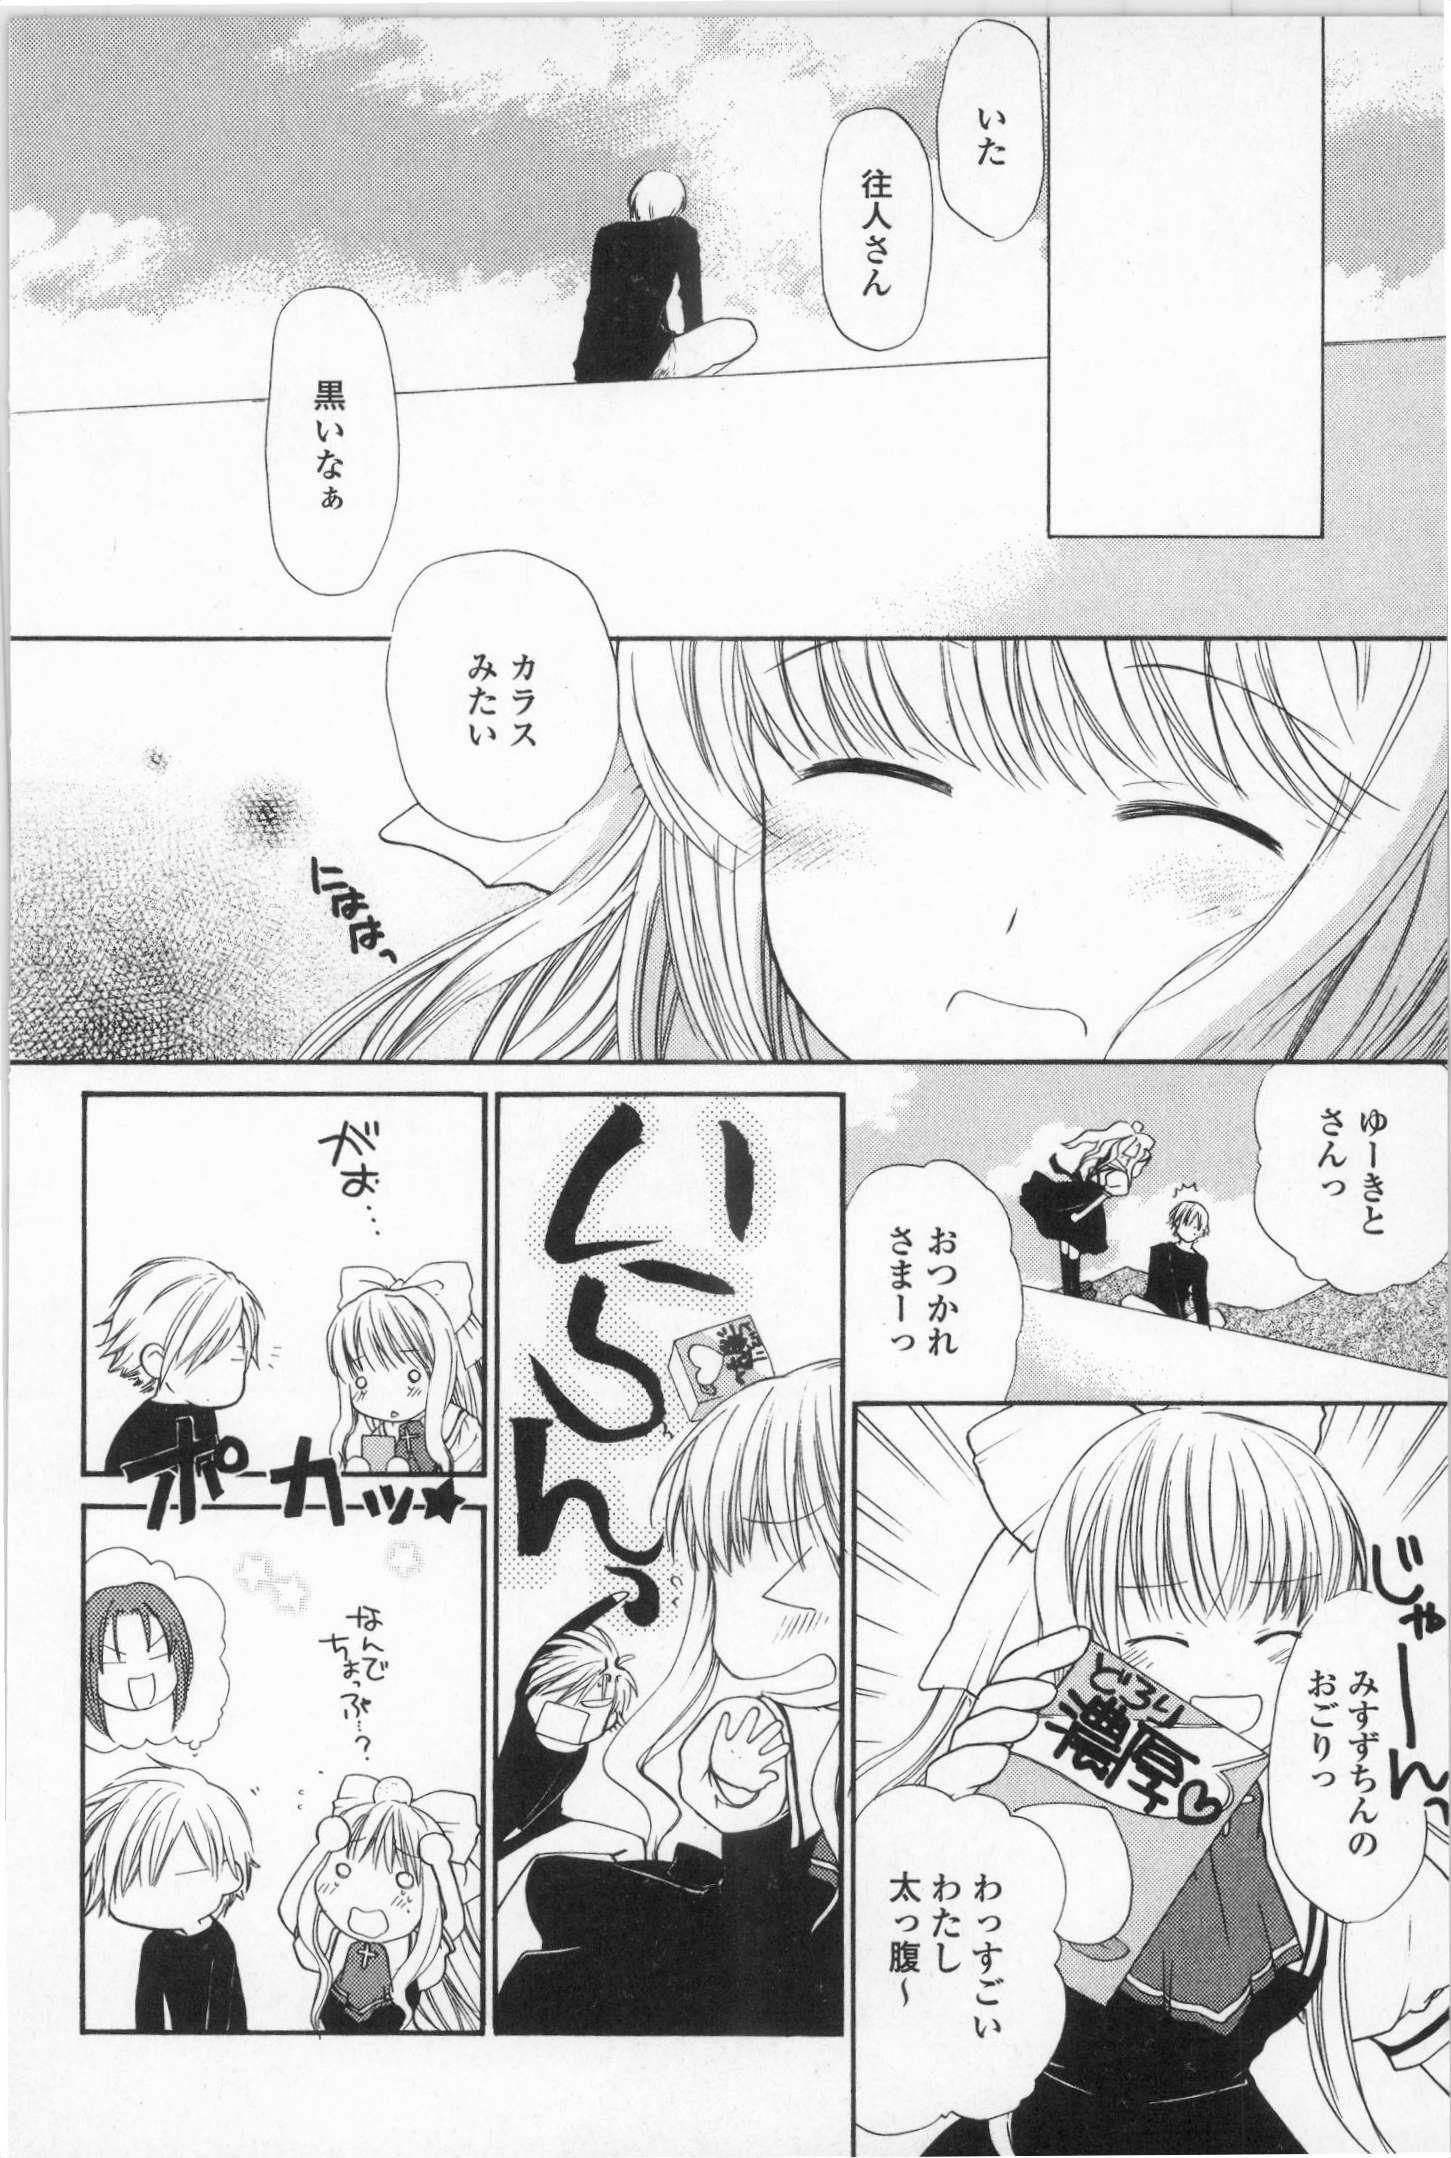 いた
往人さん
黒いなぁ
カラス
みたい
にははっ
ゆーきと
さんっ
おつかれ
さまーっ
じゃーーんっ
みすずちんの
おごりっ
どろり
濃厚♡
わっすごい
わたし
太っ腹〜
いらんっ
がお…
ポカッ★
なんで
ちょっぷ…?